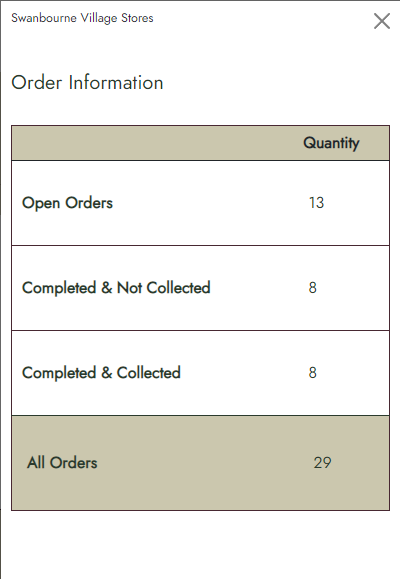 Swanbourne Village Stores
Order Information
Quantity
Open Orders 13
Completed & Not Collected 8
Completed & Collected 8
All Orders 29